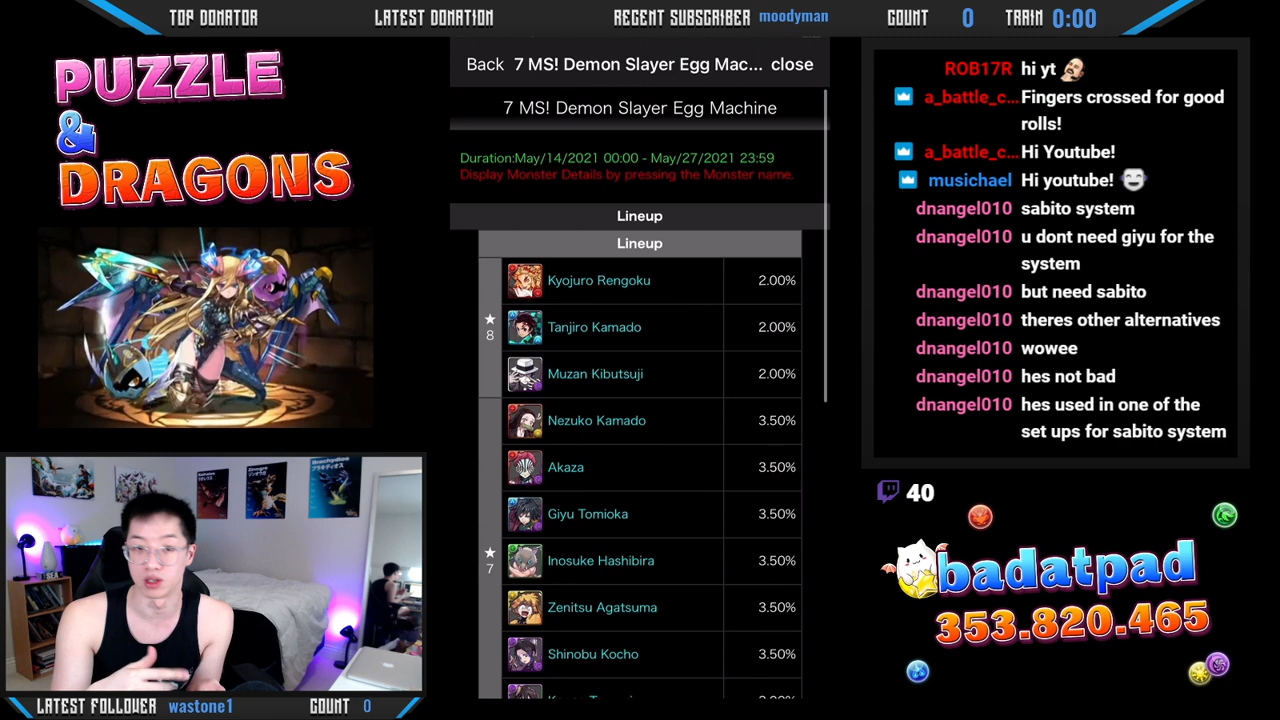 TOP DONATOR
LATEST DONATION
RECENT SUBSCRIBER moodyman
COUNT 0
TRAIN 0:00
PUZZLE
&
DRAGONS
Back 7 MS! Demon Slayer Egg Mac... close
7 MS! Demon Slayer Egg Machine
Duration:May/14/2021 00:00 - May/27/2021 23:59
Display Monster Details by pressing the Monster name.
Lineup
Lineup
★ 8
Kyojuro Rengoku 2.00%
Tanjiro Kamado 2.00%
Muzan Kibutsuji 2.00%
★ 7
Nezuko Kamado 3.50%
Akaza 3.50%
Giyu Tomioka 3.50%
Inosuke Hashibira 3.50%
Zenitsu Agatsuma 3.50%
Shinobu Kocho 3.50%
ROB17R hi yt
a_battle_c... Fingers crossed for good
rolls!
a_battle_c... Hi Youtube!
musichael Hi youtube!
dnangel010 sabito system
dnangel010 u dont need giyu for the
system
dnangel010 but need sabito
dnangel010 theres other alternatives
dnangel010 wowee
dnangel010 hes not bad
dnangel010 hes used in one of the
set ups for sabito system
40
badatpad
353.820.465
LATEST FOLLOWER wastone1
COUNT 0